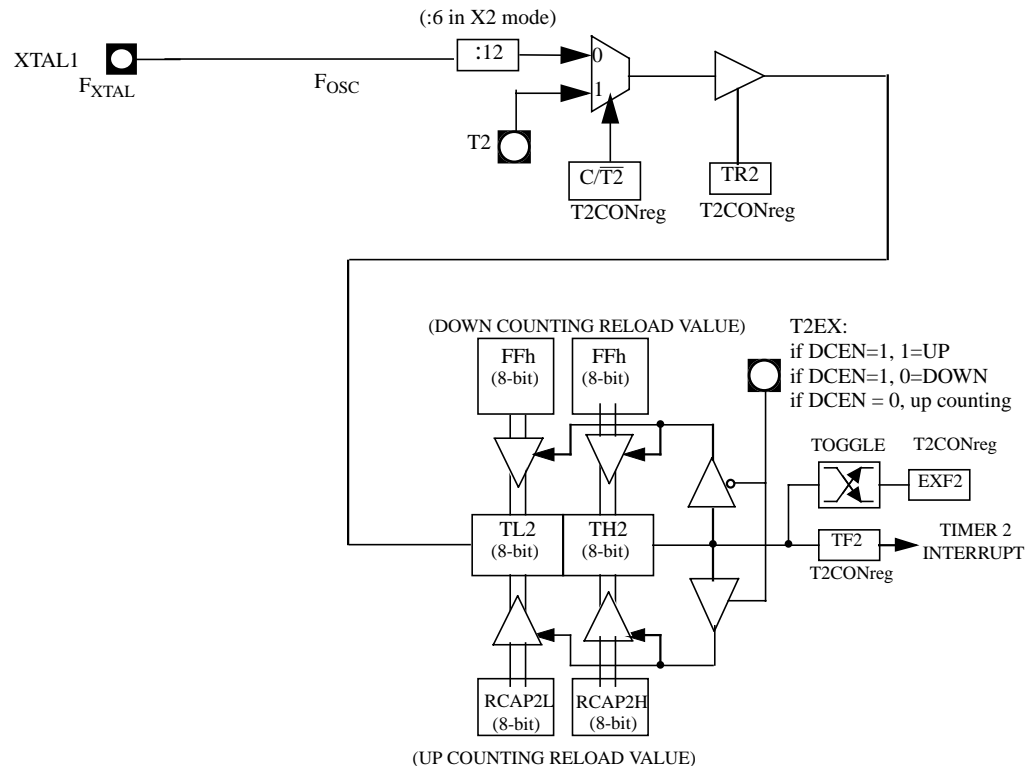 (:6 in X2 mode)
XTAL1
:12
0
FXTAL
FOSC
1
T2
C/T2
TR2
T2CONreg
T2CONreg
(DOWN COUNTING RELOAD VALUE)
T2EX:
if DCEN=1, 1=UP
if DCEN=1, 0=DOWN
if DCEN = 0, up counting
FFh
(8-bit)
FFh
(8-bit)
TOGGLE
T2CONreg
EXF2
TL2
(8-bit)
TH2
(8-bit)
TF2
T2CONreg
TIMER 2
INTERRUPT
RCAP2L
(8-bit)
RCAP2H
(8-bit)
(UP COUNTING RELOAD VALUE)